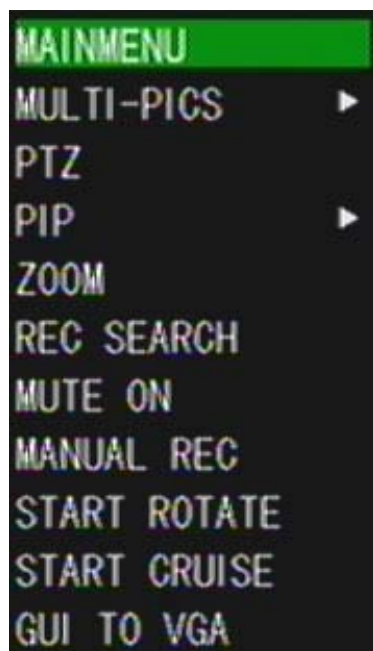 MAINMENU
MULTI-PICS
PTZ
PIP
ZOOM
REC SEARCH
MUTE ON
MANUAL REC
START ROTATE
START CRUISE
GUI TO VGA